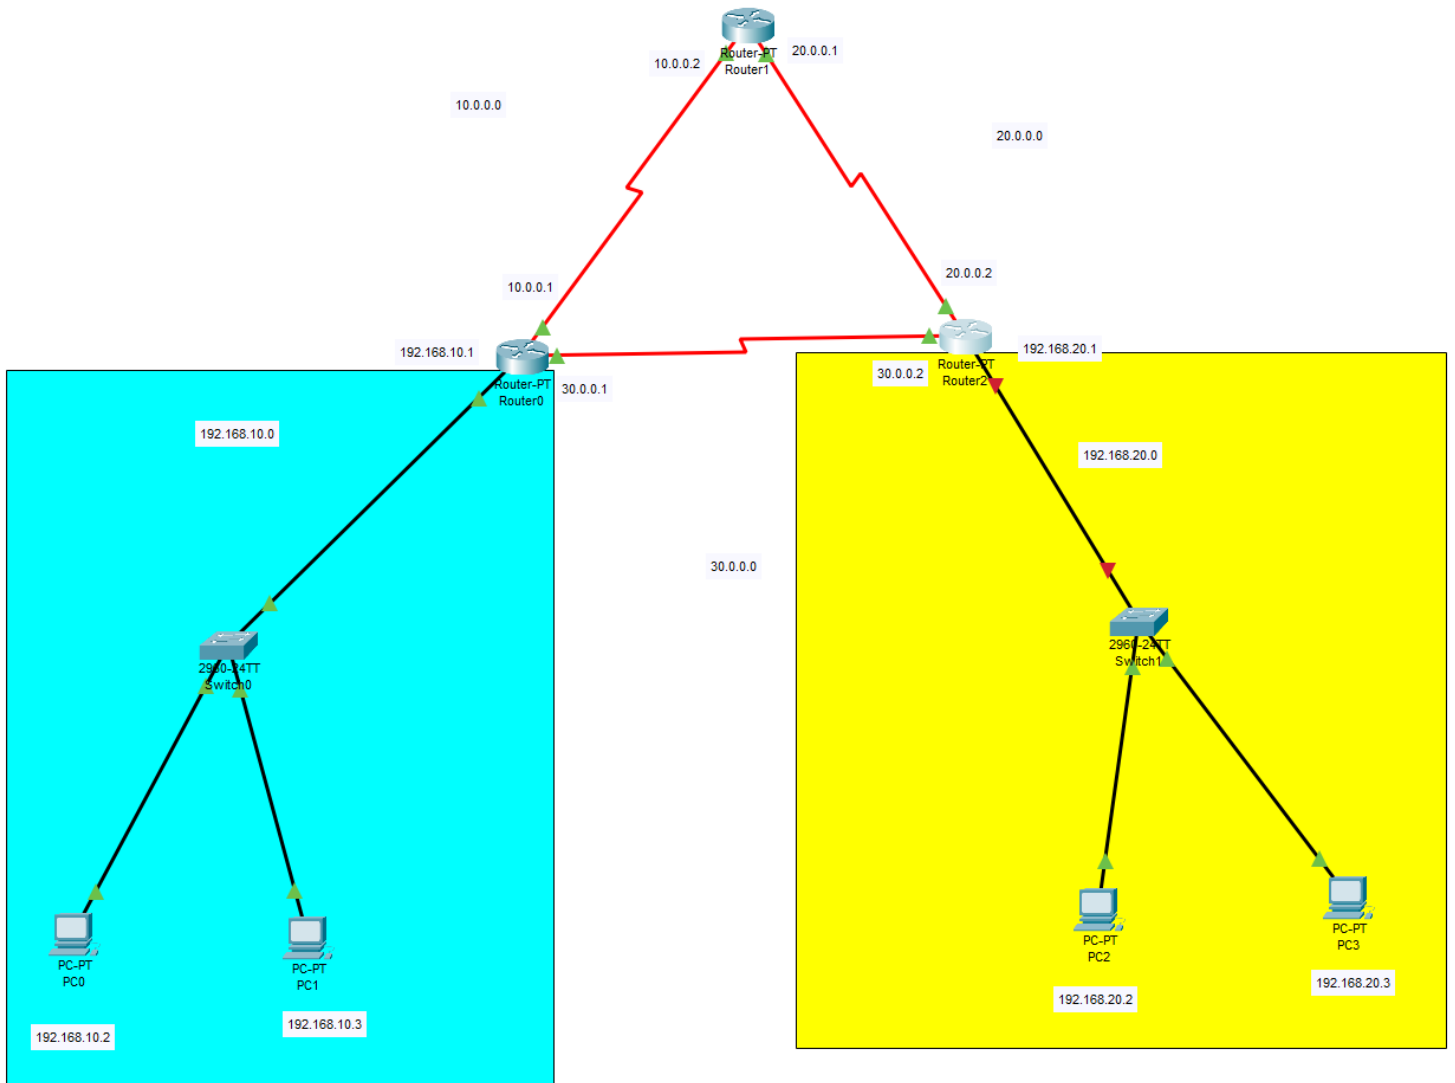 Router-PT
Router1
10.0.0.2
20.0.0.1
10.0.0.0
20.0.0.0
20.0.0.2
10.0.0.1
192.168.10.1
192.168.20.1
Router-PT
Router0
30.0.0.1
30.0.0.2
Router-PT
Router2
192.168.10.0
192.168.20.0
30.0.0.0
2960-24TT
Switch0
2960-24TT
Switch1
PC-PT
PC0
PC-PT
PC1
PC-PT
PC2
PC-PT
PC3
192.168.10.2
192.168.10.3
192.168.20.2
192.168.20.3